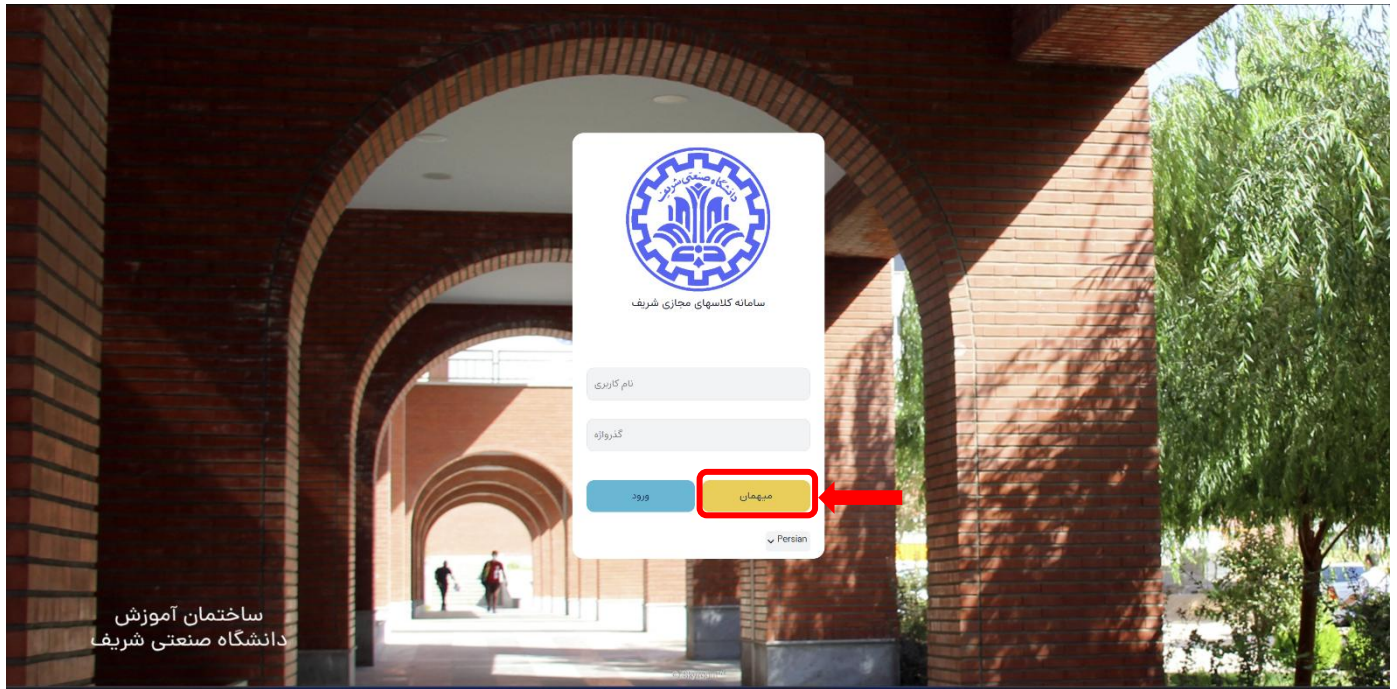 دانشگاه صنعتی شریف
سامانه کلاسهای مجازی شریف
نام کاربری
گذرواژه
میهمان
ورود
Persian
ساختمان آموزش
دانشگاه صنعتی شریف